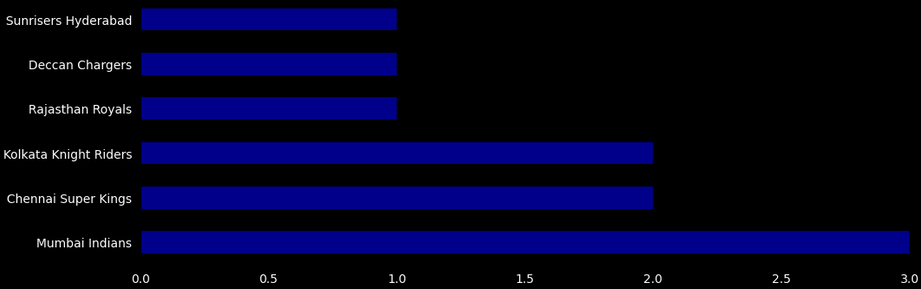 Sunrisers Hyderabad
Deccan Chargers
Rajasthan Royals
Kolkata Knight Riders
Chennai Super Kings
Mumbai Indians
0.0 0.5 1.0 1.5 2.0 2.5 3.0